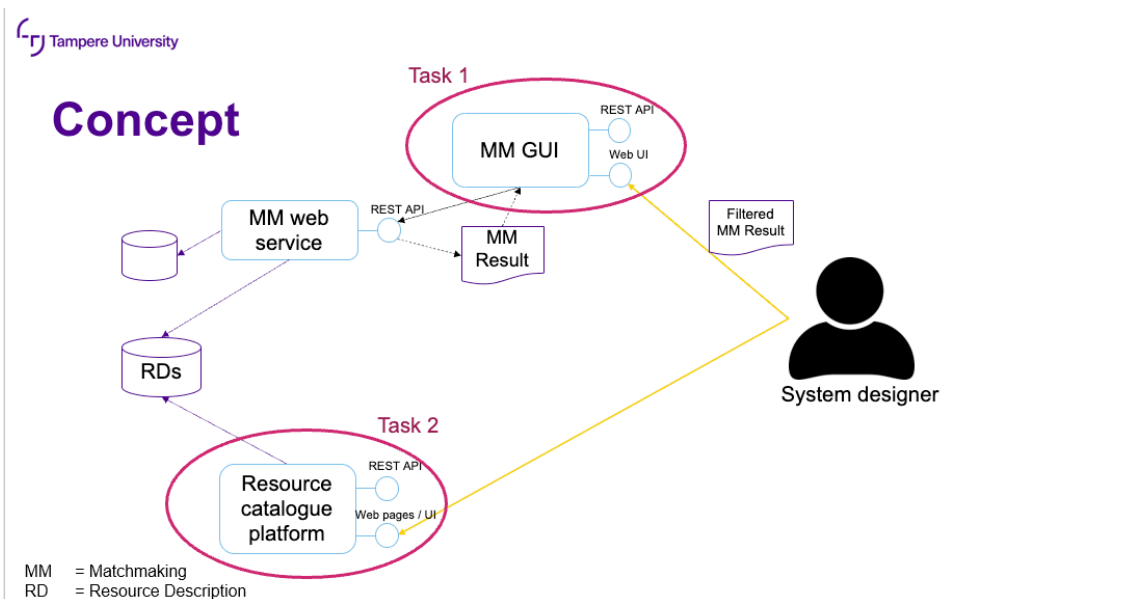 Tampere University
Concept
Task 1
REST API
MM GUI
Web UI
REST API
MM web
service
MM
Result
Filtered
MM Result
RDs
System designer
Task 2
REST API
Resource
catalogue
platform
Web pages / UI
MM = Matchmaking
RD = Resource Description